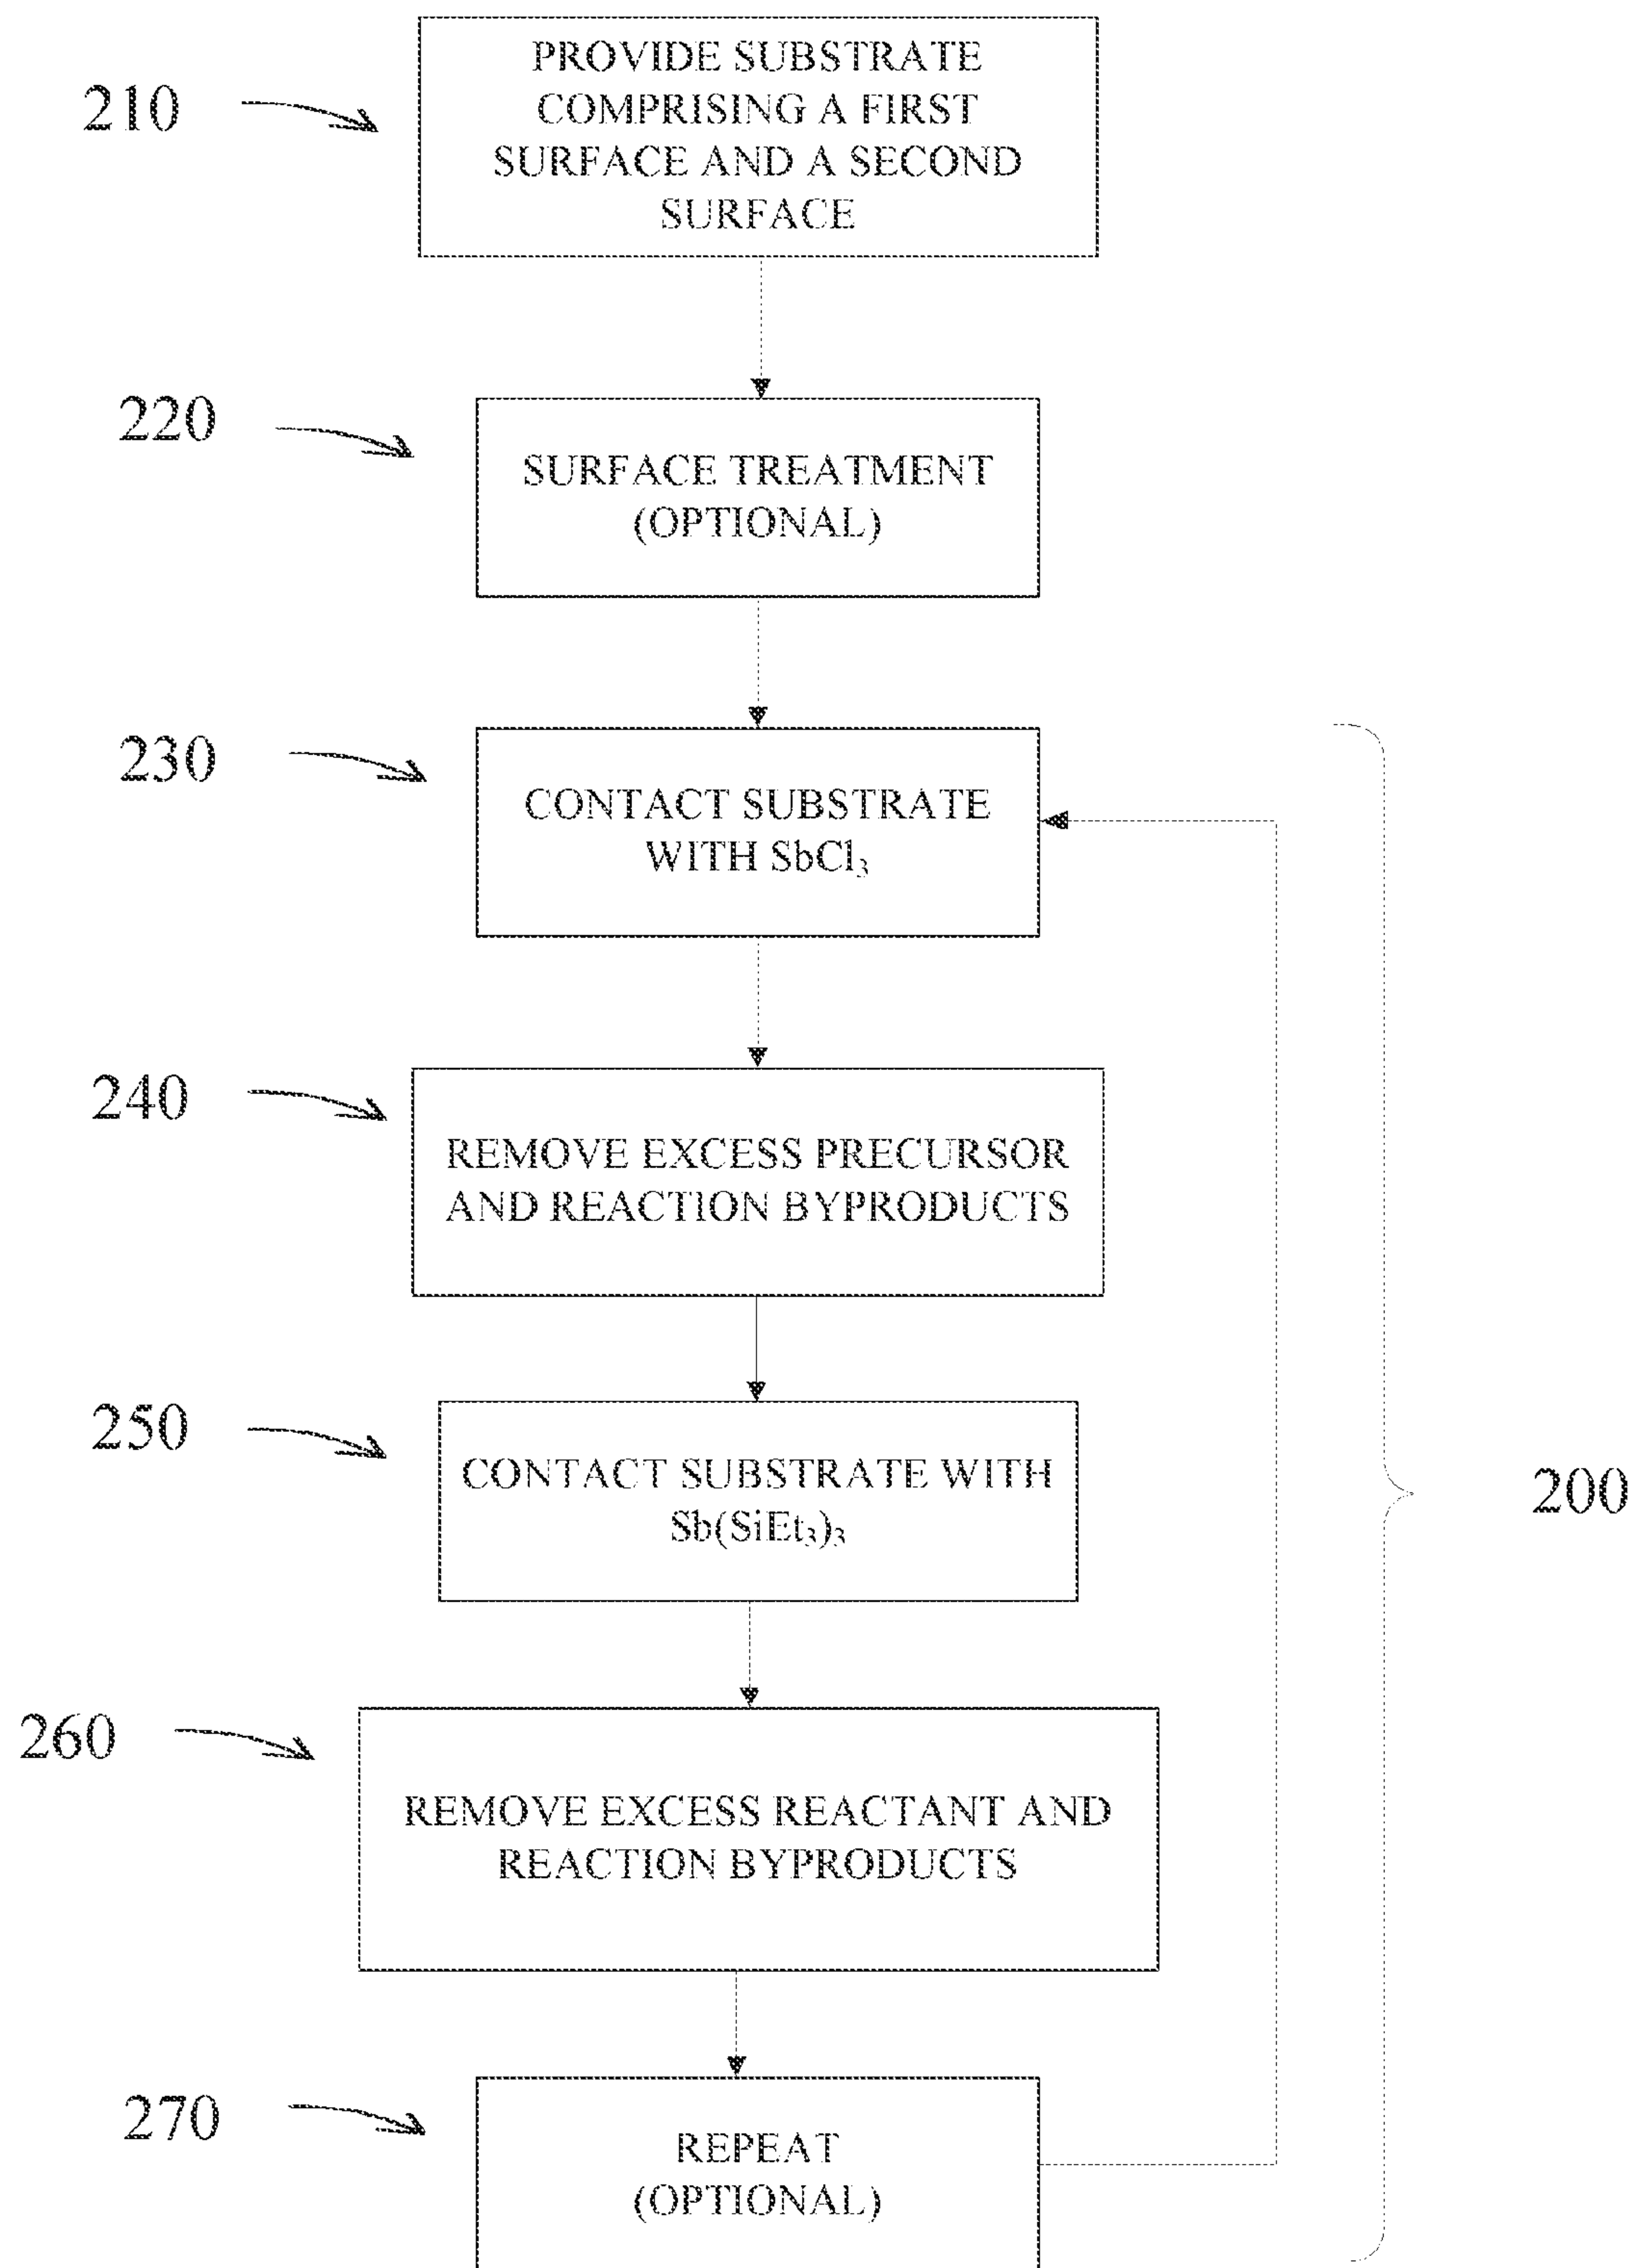 210
PROVIDE SUBSTRATE
COMPRISING A FIRST
SURFACE AND A SECOND
SURFACE
220
SURFACE TREATMENT
(OPTIONAL)
230
CONTACT SUBSTRATE
WITH SbCl₃
240
REMOVE EXCESS PRECURSOR
AND REACTION BYPRODUCTS
250
CONTACT SUBSTRATE WITH
Sb(SiEt₃)₃
200
260
REMOVE EXCESS REACTANT AND
REACTION BYPRODUCTS
270
REPEAT
(OPTIONAL)